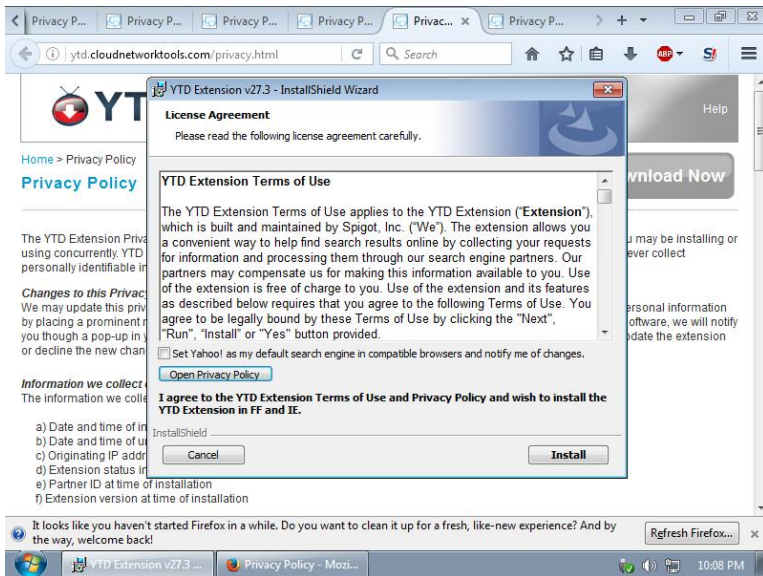 Privacy P... Privacy P... Privacy P... Privacy P... Privac... Privacy P...
ytd.cloudnetworktools.com/privacy.html Search ABP S!
YTD Extension v27.3 - InstallShield Wizard
License Agreement
Please read the following license agreement carefully.
YT Help
Home > Privacy Policy
Privacy Policy
wnload Now
YTD Extension Terms of Use
The YTD Extension Terms of Use applies to the YTD Extension ("Extension"),
which is built and maintained by Spigot, Inc. ("We"). The extension allows you
a convenient way to help find search results online by collecting your requests
for information and processing them through our search engine partners. Our
partners may compensate us for making this information available to you. Use
of the extension is free of charge to you. Use of the extension and its features
as described below requires that you agree to the following Terms of Use. You
agree to be legally bound by these Terms of Use by clicking the "Next",
"Run", "Install" or "Yes" button provided.
Set Yahoo! as my default search engine in compatible browsers and notify me of changes.
Open Privacy Policy
I agree to the YTD Extension Terms of Use and Privacy Policy and wish to install the
YTD Extension in FF and IE.
InstallShield
Cancel Install
The YTD Extension Priva u may be installing or
using concurrently. YTD ever collect
personally identifiable in
Changes to this Privac
We may update this priv ersonal information
by placing a prominent n oftware, we will notify
you though a pop-up in y pdate the extension
or decline the new chan
Information we collect
The information we colle
a) Date and time of in
b) Date and time of u
c) Originating IP addr
d) Extension status in
e) Partner ID at time of installation
f) Extension version at time of installation
It looks like you haven't started Firefox in a while. Do you want to clean it up for a fresh, like-new experience? And by
the way, welcome back!
Refresh Firefox...
YTD Extension v27.3 ... Privacy Policy - Mozi... 10:08 PM